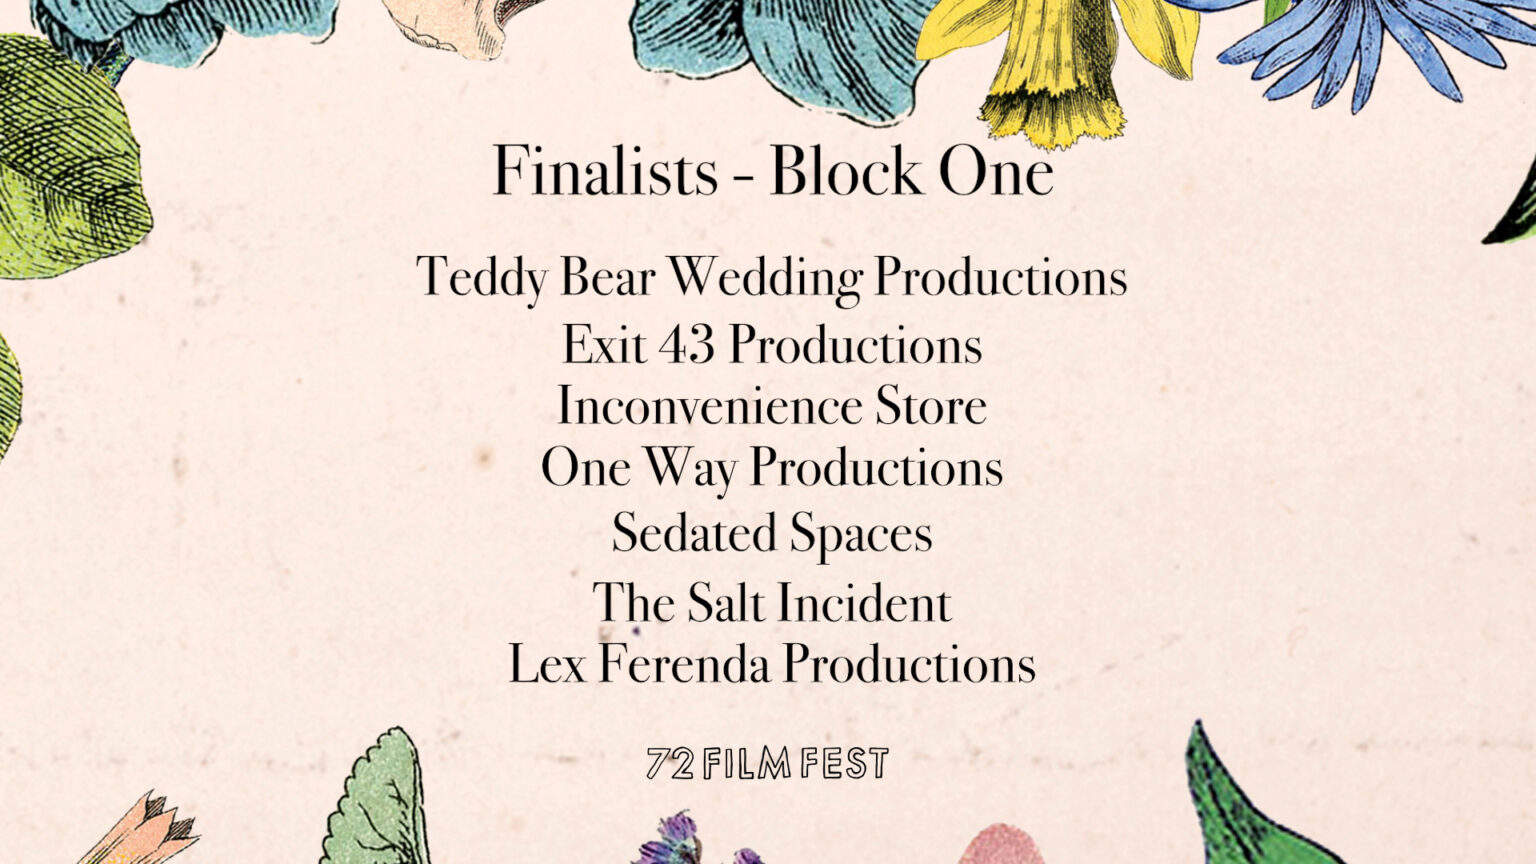 Finalists - Block One
Teddy Bear Wedding Productions
Exit 43 Productions
Inconvenience Store
One Way Productions
Sedated Spaces
The Salt Incident
Lex Ferenda Productions
72 FILM FEST